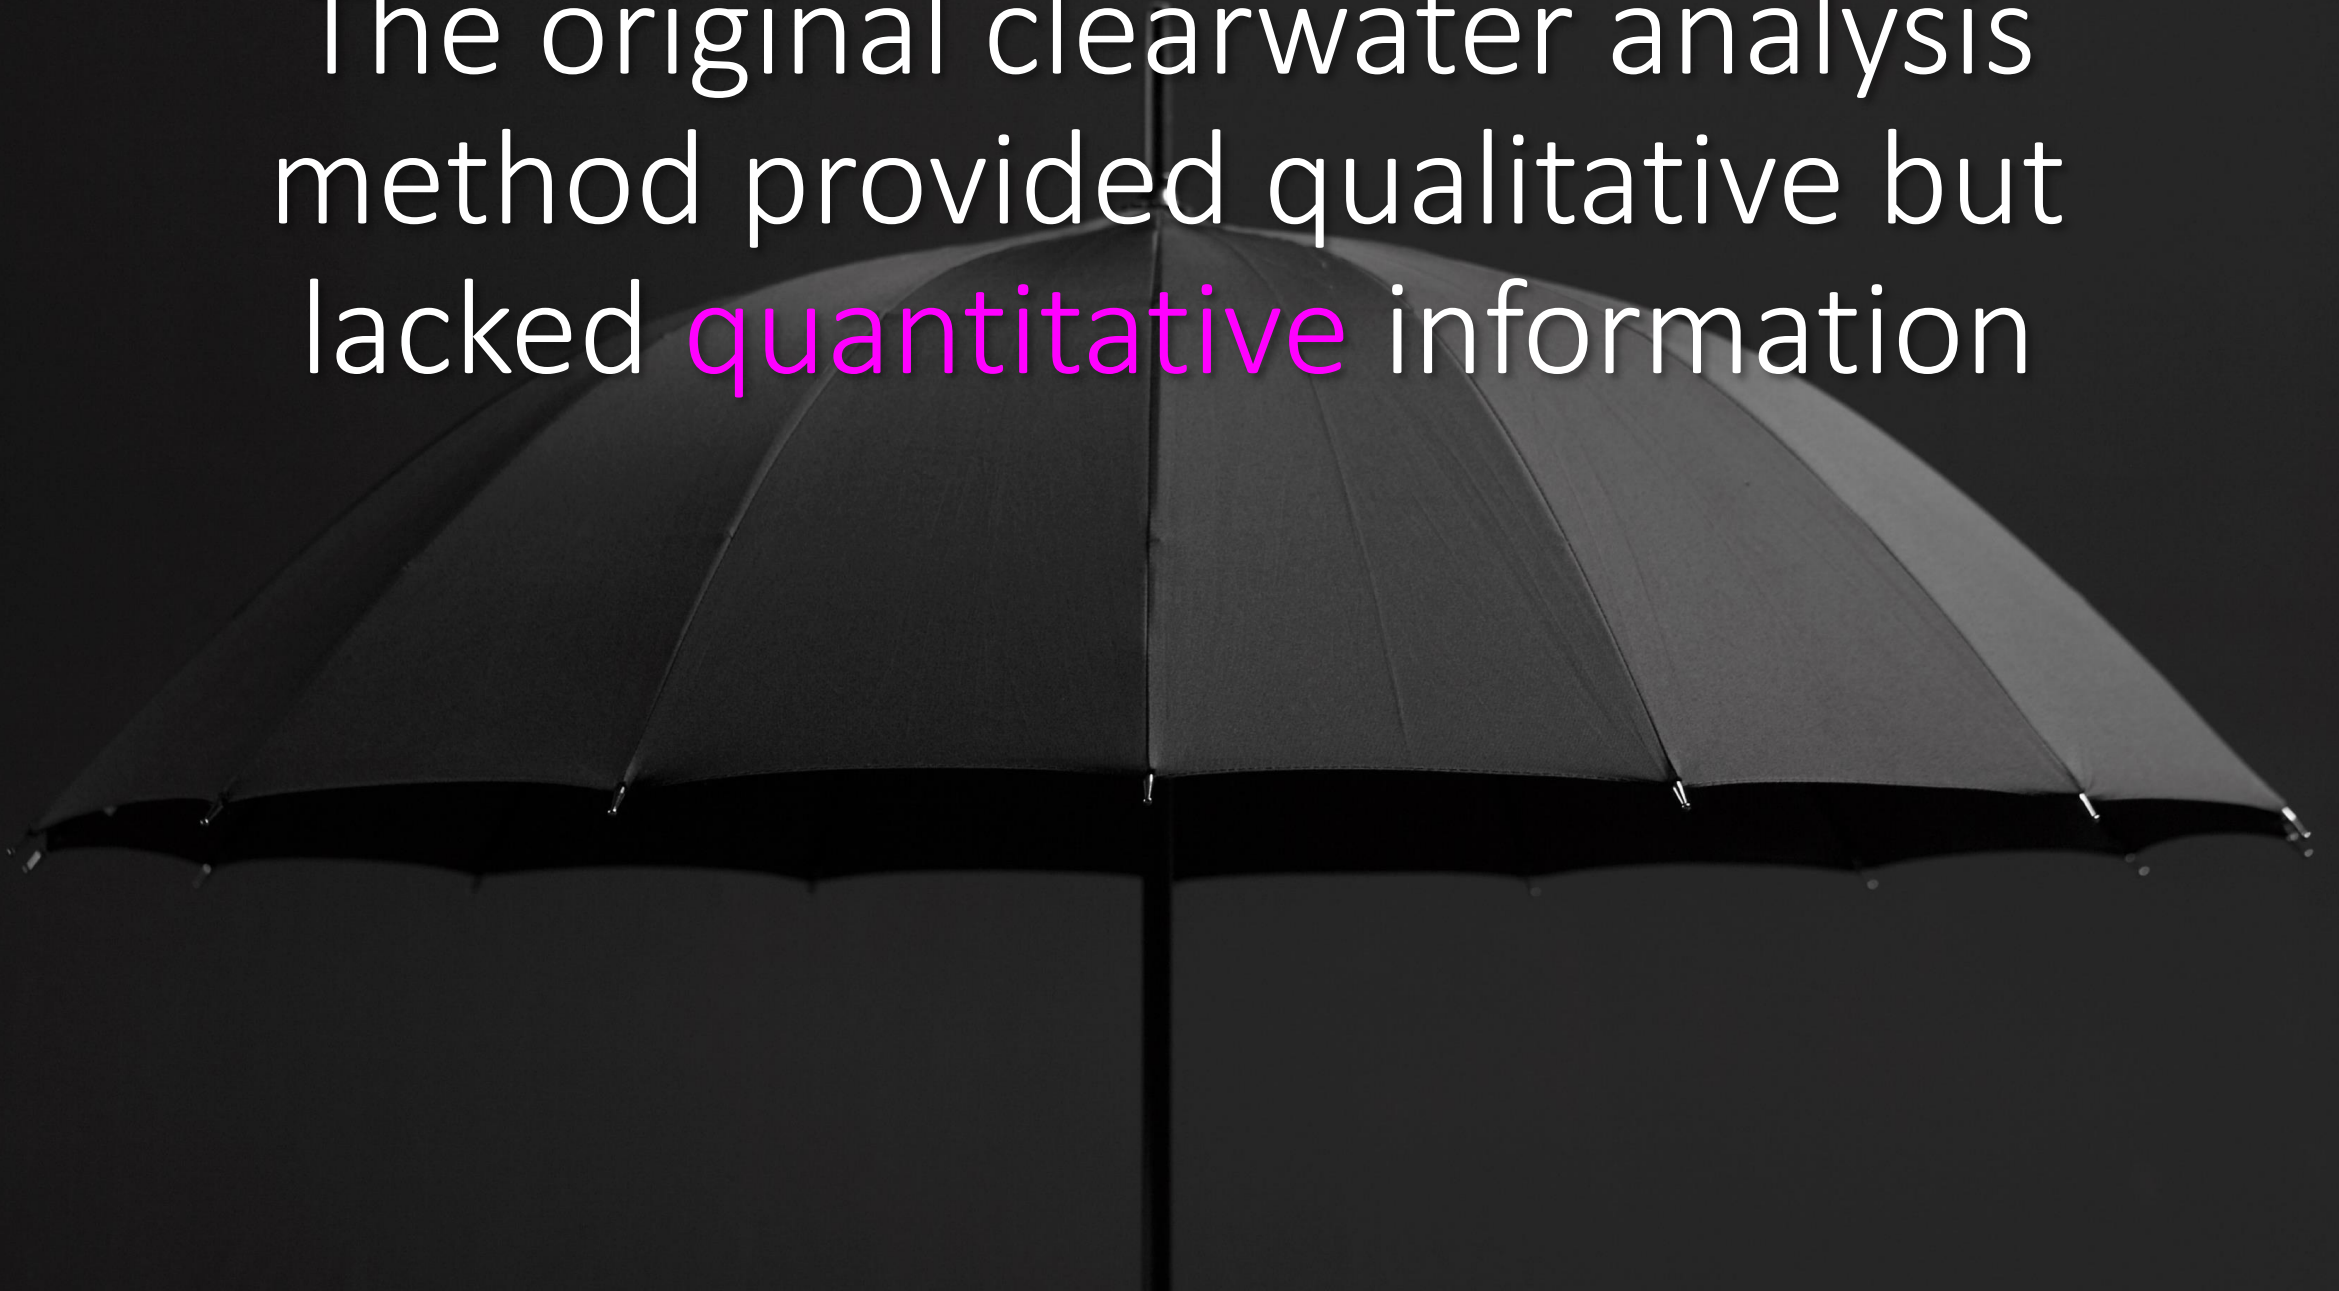 The original clearwater analysis
method provided qualitative but
lacked quantitative information